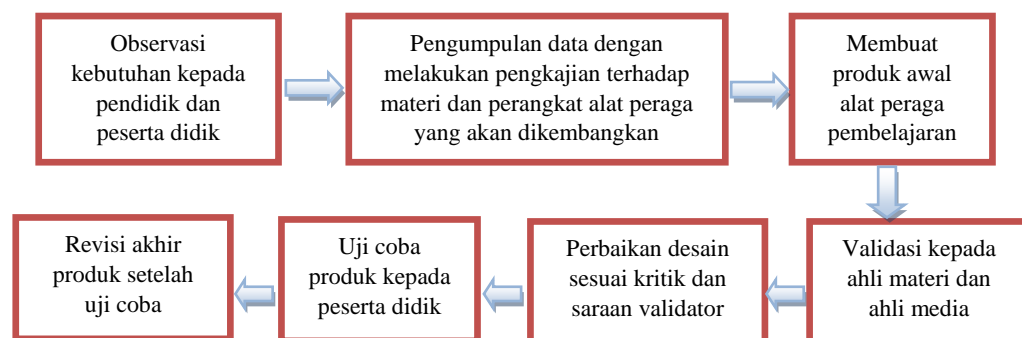 Observasi
kebutuhan kepada
pendidik dan
peserta didik
Pengumpulan data dengan
melakukan pengkajian terhadap
materi dan perangkat alat peraga
yang akan dikembangkan
Membuat
produk awal
alat peraga
pembelajaran
Validasi kepada
ahli materi dan
ahli media
Perbaikan desain
sesuai kritik dan
saraan validator
Uji coba
produk kepada
peserta didik
Revisi akhir
produk setelah
uji coba